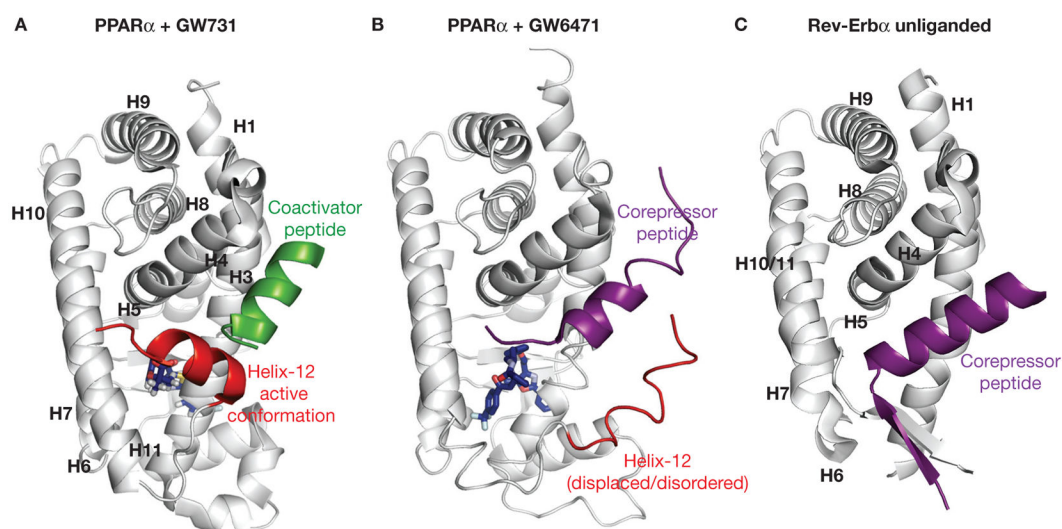 A
PPARα + GW731
H9
H1
H10
H8
Coactivator
peptide
H4
H3
H5
Helix-12
active
conformation
H7
H11
H6
B
PPARα + GW6471
Corepressor
peptide
Helix-12
(displaced/disordered)
C
Rev-Erbα unliganded
H9
H1
H8
H4
H10/11
H5
Corepressor
peptide
H7
H6